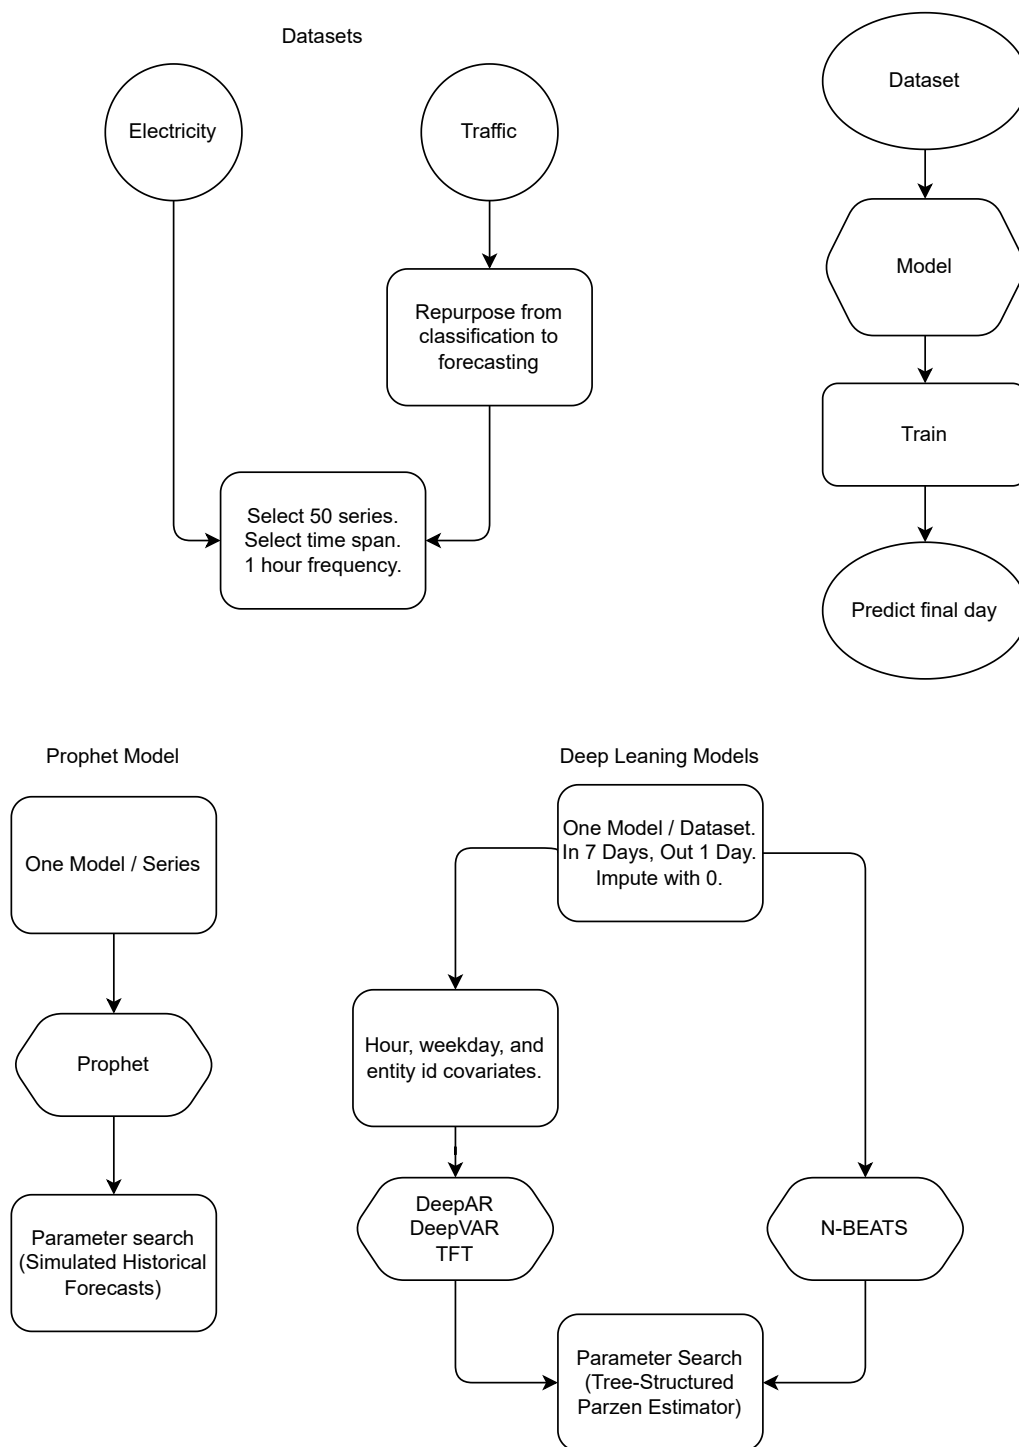 Datasets
Electricity
Traffic
Repurpose from
classification to
forecasting
Select 50 series.
Select time span.
1 hour frequency.
Dataset
Model
Train
Predict final day
Prophet Model
One Model / Series
Prophet
Parameter search
(Simulated Historical
Forecasts)
Deep Leaning Models
One Model / Dataset.
In 7 Days, Out 1 Day.
Impute with 0.
Hour, weekday, and
entity id covariates.
DeepAR
DeepVAR
TFT
N-BEATS
Parameter Search
(Tree-Structured
Parzen Estimator)